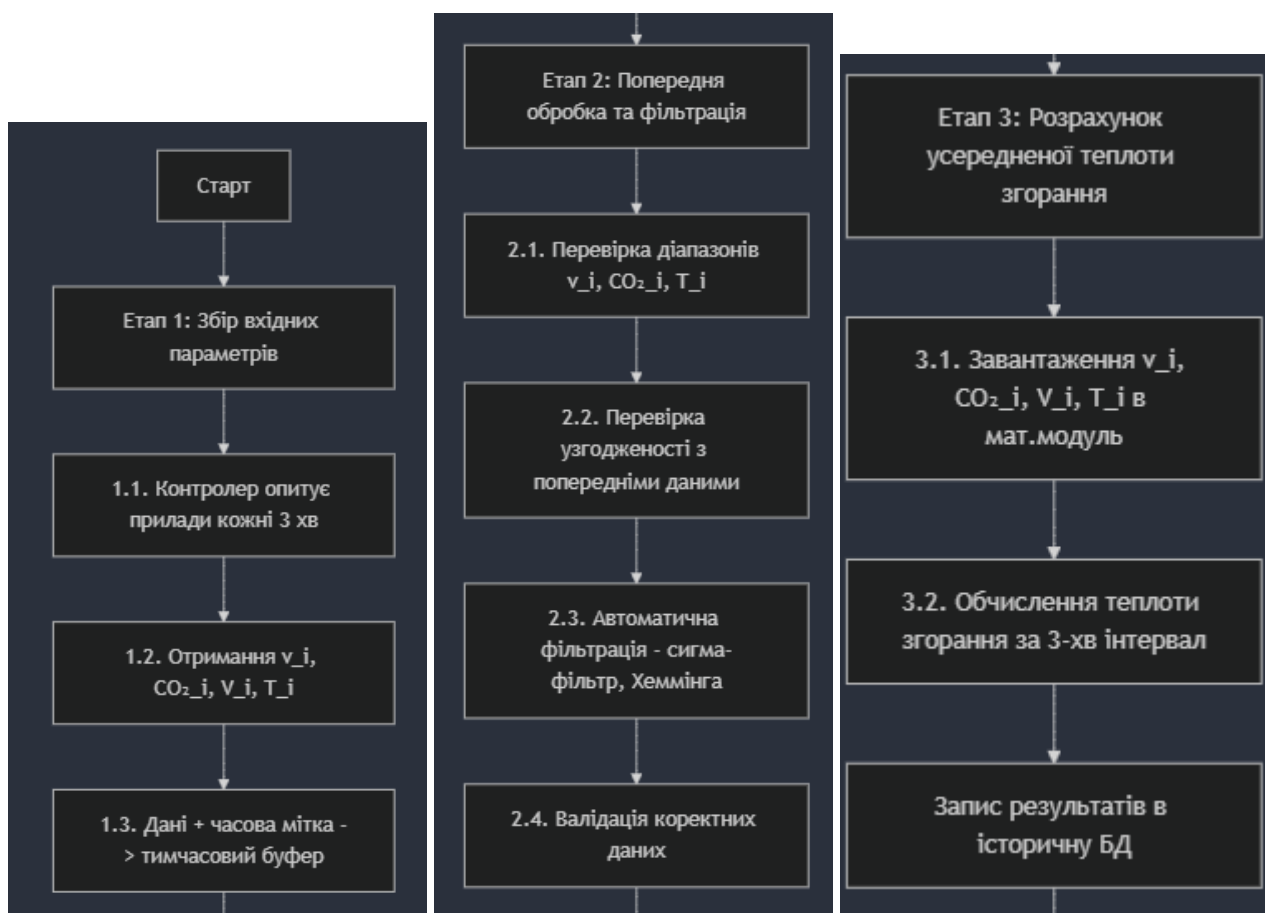 Старт
Етап 1: Збір вхідних
параметрів
1.1. Контролер опитує
прилади кожні 3 хв
1.2. Отримання v_i,
CO₂_i, V_i, T_i
1.3. Дані + часова мітка -
> тимчасовий буфер
Етап 2: Попередня
обробка та фільтрація
2.1. Перевірка діапазонів
v_i, CO₂_i, T_i
2.2. Перевірка
узгодженості з
попередніми даними
2.3. Автоматична
фільтрація - сигма-
фільтр, Хеммінга
2.4. Валідація коректних
даних
Етап 3: Розрахунок
усередненої теплоти
згорання
3.1. Завантаження v_i,
CO₂_i, V_i, T_i в
мат.модуль
3.2. Обчислення теплоти
згорання за 3-хв інтервал
Запис результатів в
історичну БД